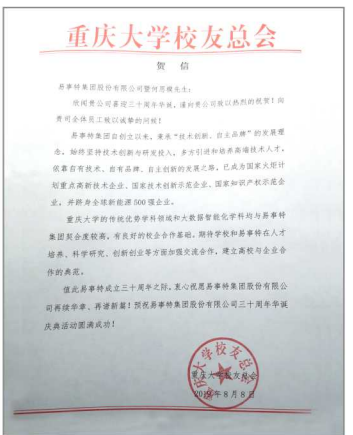 重庆大学校友总会
贺 信
易事特集团股份有限公司暨何思模先生：
欣闻贵公司喜迎三十周年华诞，谨向贵公司致以热烈的祝贺！向
贵司全体员工致以诚挚的问候！
易事特集团自创立以来，秉承“技术创新、自主品牌”的发展理
念，始终坚持技术创新与研发投入，多方引进和培养高端技术人才，
依靠自有技术、自有品牌、自主创新的发展之路，已成为国家火炬计
划重点高新技术企业、国家技术创新示范企业、国家知识产权示范企
业，并跻身全球新能源 500 强企业。
重庆大学的传统优势学科领域和大数据智能化学科均与易事特
集团契合度较高，有良好的校企合作基础。期待学校和易事特在人才
培养、科学研究、创新创业等方面加强交流合作，建立高校与企业合
作的典范。
值此易事特成立三十周年之际，衷心祝愿易事特集团股份有限公
司再续华章、再谱新篇！预祝易事特集团股份有限公司三十周年华诞
庆典活动圆满成功！
重庆大学校友总会
重庆大学校友总会
2019年 8 月 8 日